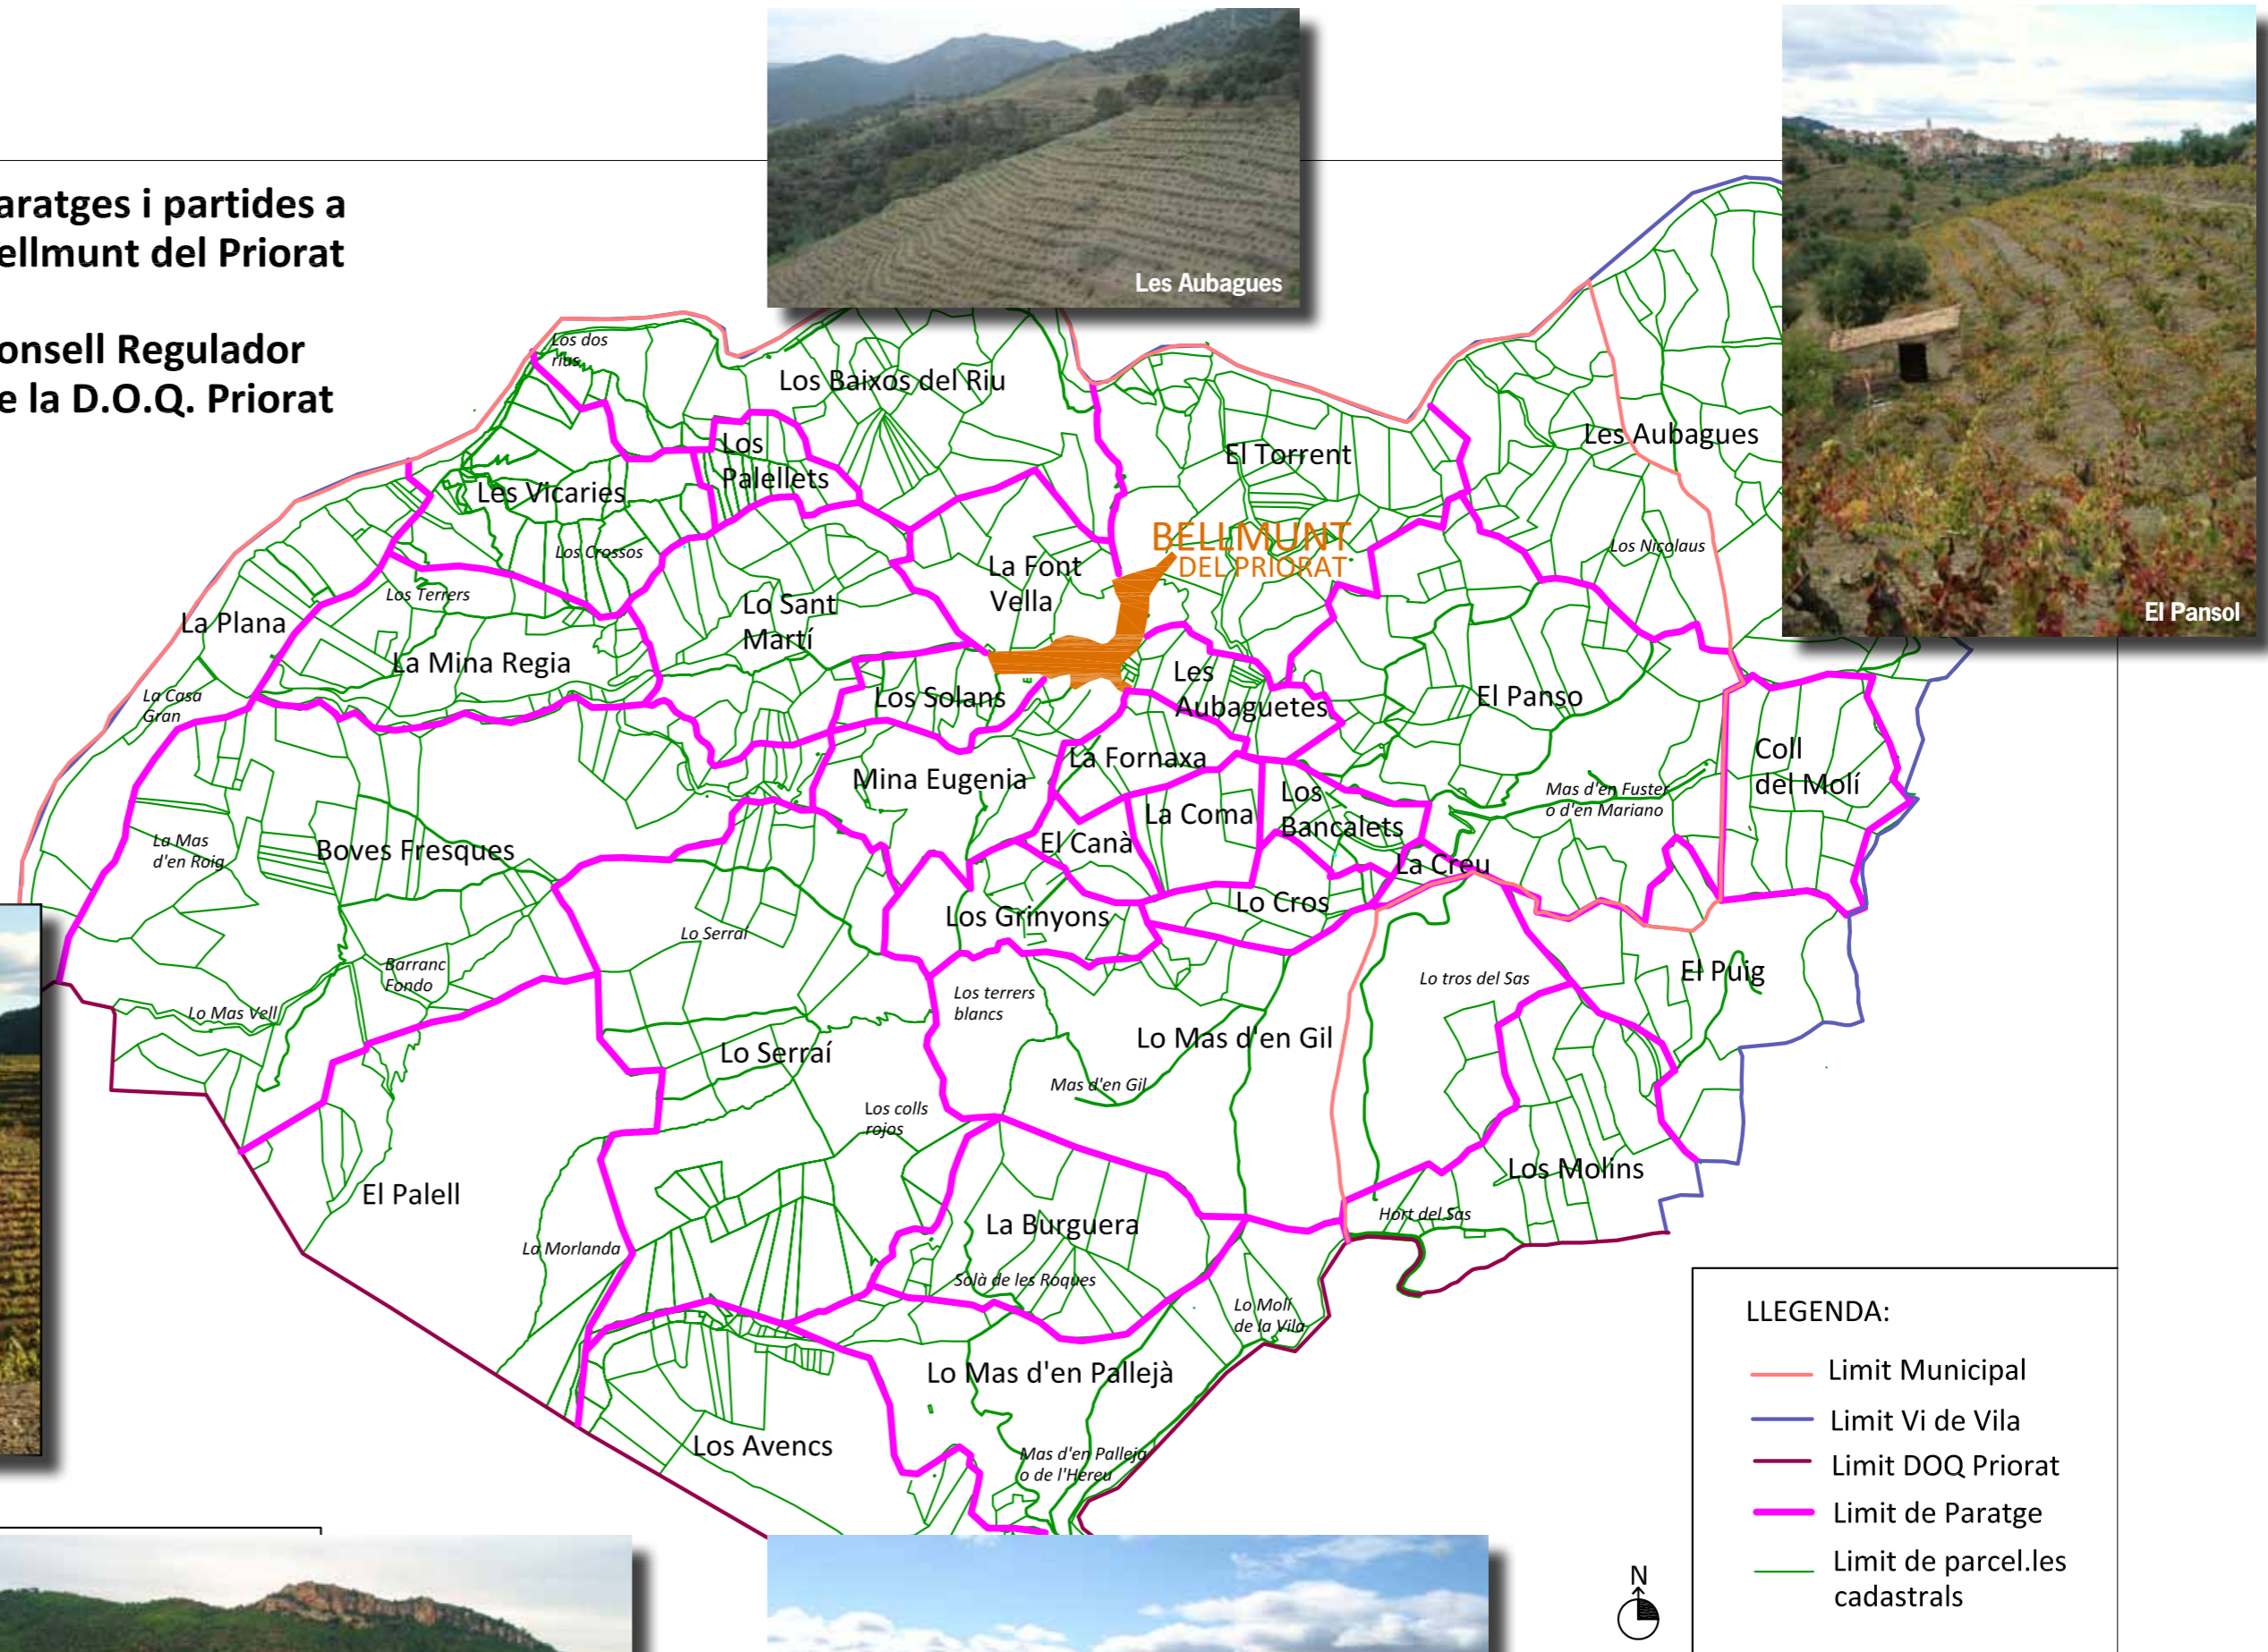 aratges i partides a
ellmunt del Priorat
onsell Regulador
e la D.O.Q. Priorat
Les Aubagues
El Pansol
Los dos
rius
Los Baixos del Riu
Los
Palellets
El Torrent
Les Aubagues
Les Vicaries
Los Crossos
BELLMUNT
DEL PRIORAT
Los Nicolaus
La Font
Vella
Los Terrers
La Plana
Lo Sant
Martí
La Mina Regia
La Casa
Gran
Los Solans
Les
Aubaguetes
El Panso
La Fornaxa
Mina Eugenia
Coll
del Molí
La Coma
Los
Bancalets
Mas d'en Fuster
o d'en Mariano
La Mas
d'en Roig
Boves Fresques
El Canà
La Creu
Lo Cros
Los Grinyons
Lo Serraí
Barranc
Fondo
Lo Mas Vell
Los terrers
blancs
Lo tros del Sas
El Puig
Lo Mas d'en Gil
Lo Serraí
Mas d'en Gil
Los colls
rojos
El Palell
Los Molins
Hort del Sas
La Burguera
La Morlanda
Solà de les Roques
Lo Molí
de la Vila
Lo Mas d'en Pallejà
Los Avencs
Mas d'en Palleja
o de l'Hereu
LLEGENDA:
Limit Municipal
Limit Vi de Vila
Limit DOQ Priorat
Limit de Paratge
Limit de parcel.les
cadastrals
N